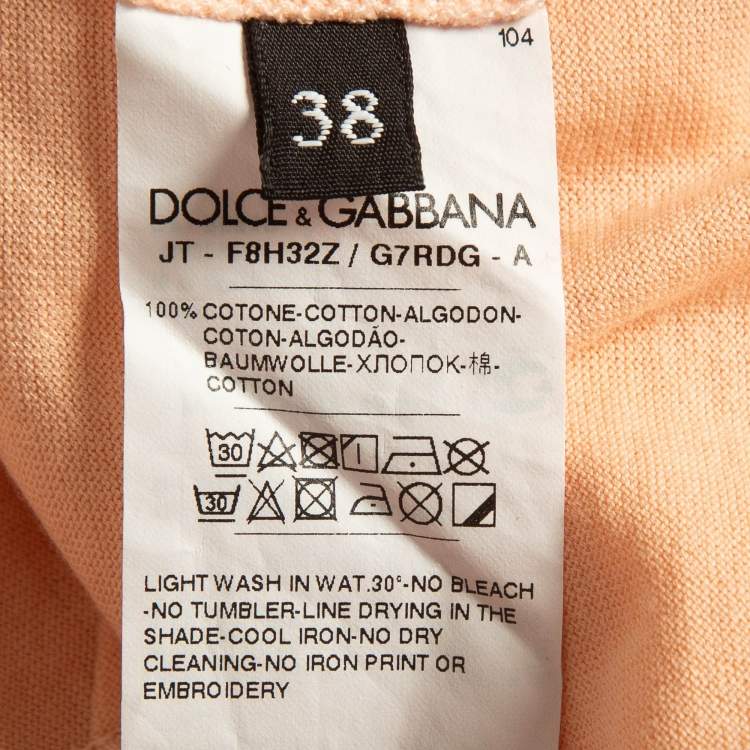 104
38
DOLCE & GABBANA
JT - F8H32Z / G7RDG - A
100% COTONE-COTTON-ALGODON-
COTON-ALGODÃO-
BAUMWOLLE-ХЛОПОК-棉-
COTTON
30
30
LIGHT WASH IN WAT.30°-NO BLEACH
-NO TUMBLER-LINE DRYING IN THE
SHADE-COOL IRON-NO DRY
CLEANING-NO IRON PRINT OR
EMBROIDERY